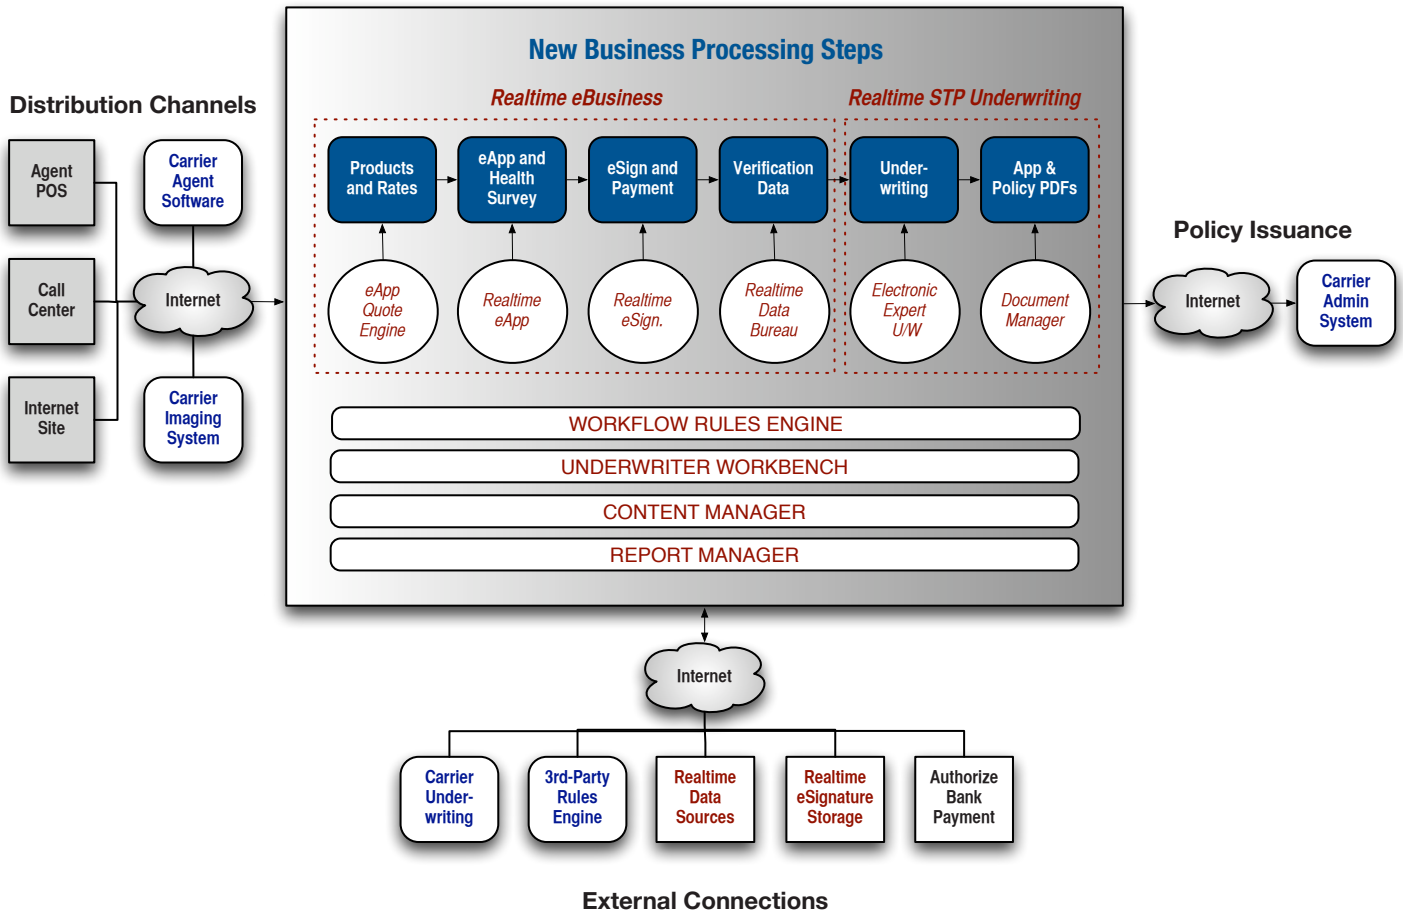 New Business Processing Steps
Distribution Channels
Agent
POS
Call
Center
Internet
Site
Carrier
Agent
Software
Internet
Carrier
Imaging
System
Realtime eBusiness
Realtime STP Underwriting
Products
and Rates
eApp and
Health
Survey
eSign and
Payment
Verification
Data
Under-
writing
App &
Policy PDFs
eApp
Quote
Engine
Realtime
eApp
Realtime
eSign.
Realtime
Data
Bureau
Electronic
Expert
U/W
Document
Manager
WORKFLOW RULES ENGINE
UNDERWRITER WORKBENCH
CONTENT MANAGER
REPORT MANAGER
Policy Issuance
Internet
Carrier
Admin
System
Internet
Carrier
Under-
writing
3rd-Party
Rules
Engine
Realtime
Data
Sources
Realtime
eSignature
Storage
Authorize
Bank
Payment
External Connections